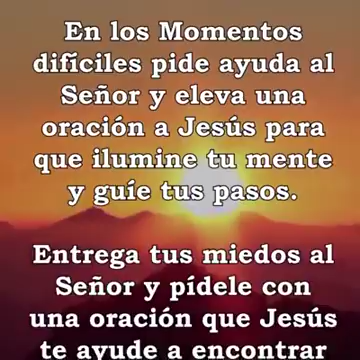 En los Momentos
difíciles pide ayuda al
Señor y eleva una
oración a Jesús para
que ilumine tu mente
y guíe tus pasos.
Entrega tus miedos al
Señor y pídele con
una oración que Jesús
te ayude a encontrar